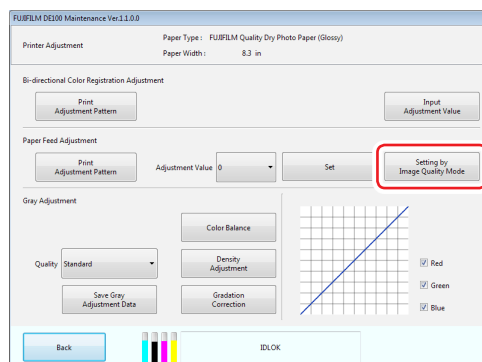 FUJIFILM DE100 Maintenance Ver.1.1.0.0
Printer Adjustment
Paper Type : FUJIFILM Quality Dry Photo Paper (Glossy)
Paper Width : 8.3 in
Bi-directional Color Registration Adjustment
Print
Adjustment Pattern
Input
Adjustment Value
Paper Feed Adjustment
Print
Adjustment Pattern
Adjustment Value 0
Set
Setting by
Image Quality Mode
Gray Adjustment
Color Balance
Quality Standard
Density
Adjustment
Save Gray
Adjustment Data
Gradation
Correction
Red
Green
Blue
Back
IDLOK